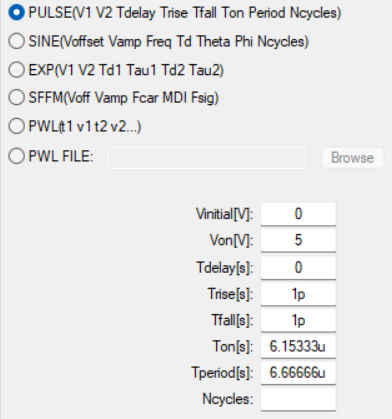 PULSE(V1 V2 Tdelay Trise Tfall Ton Period Ncycles)
SINE(Voffset Vamp Freq Td Theta Phi Ncycles)
EXP(V1 V2 Td1 Tau1 Td2 Tau2)
SFFM(Voff Vamp Fcar MDI Fsig)
PWL(t1 v1 t2 v2...)
PWL FILE: Browse
Vinitial[V]: 0
Von[V]: 5
Tdelay[s]: 0
Trise[s]: 1p
Tfall[s]: 1p
Ton[s]: 6.15333u
Tperiod[s]: 6.66666u
Ncycles: